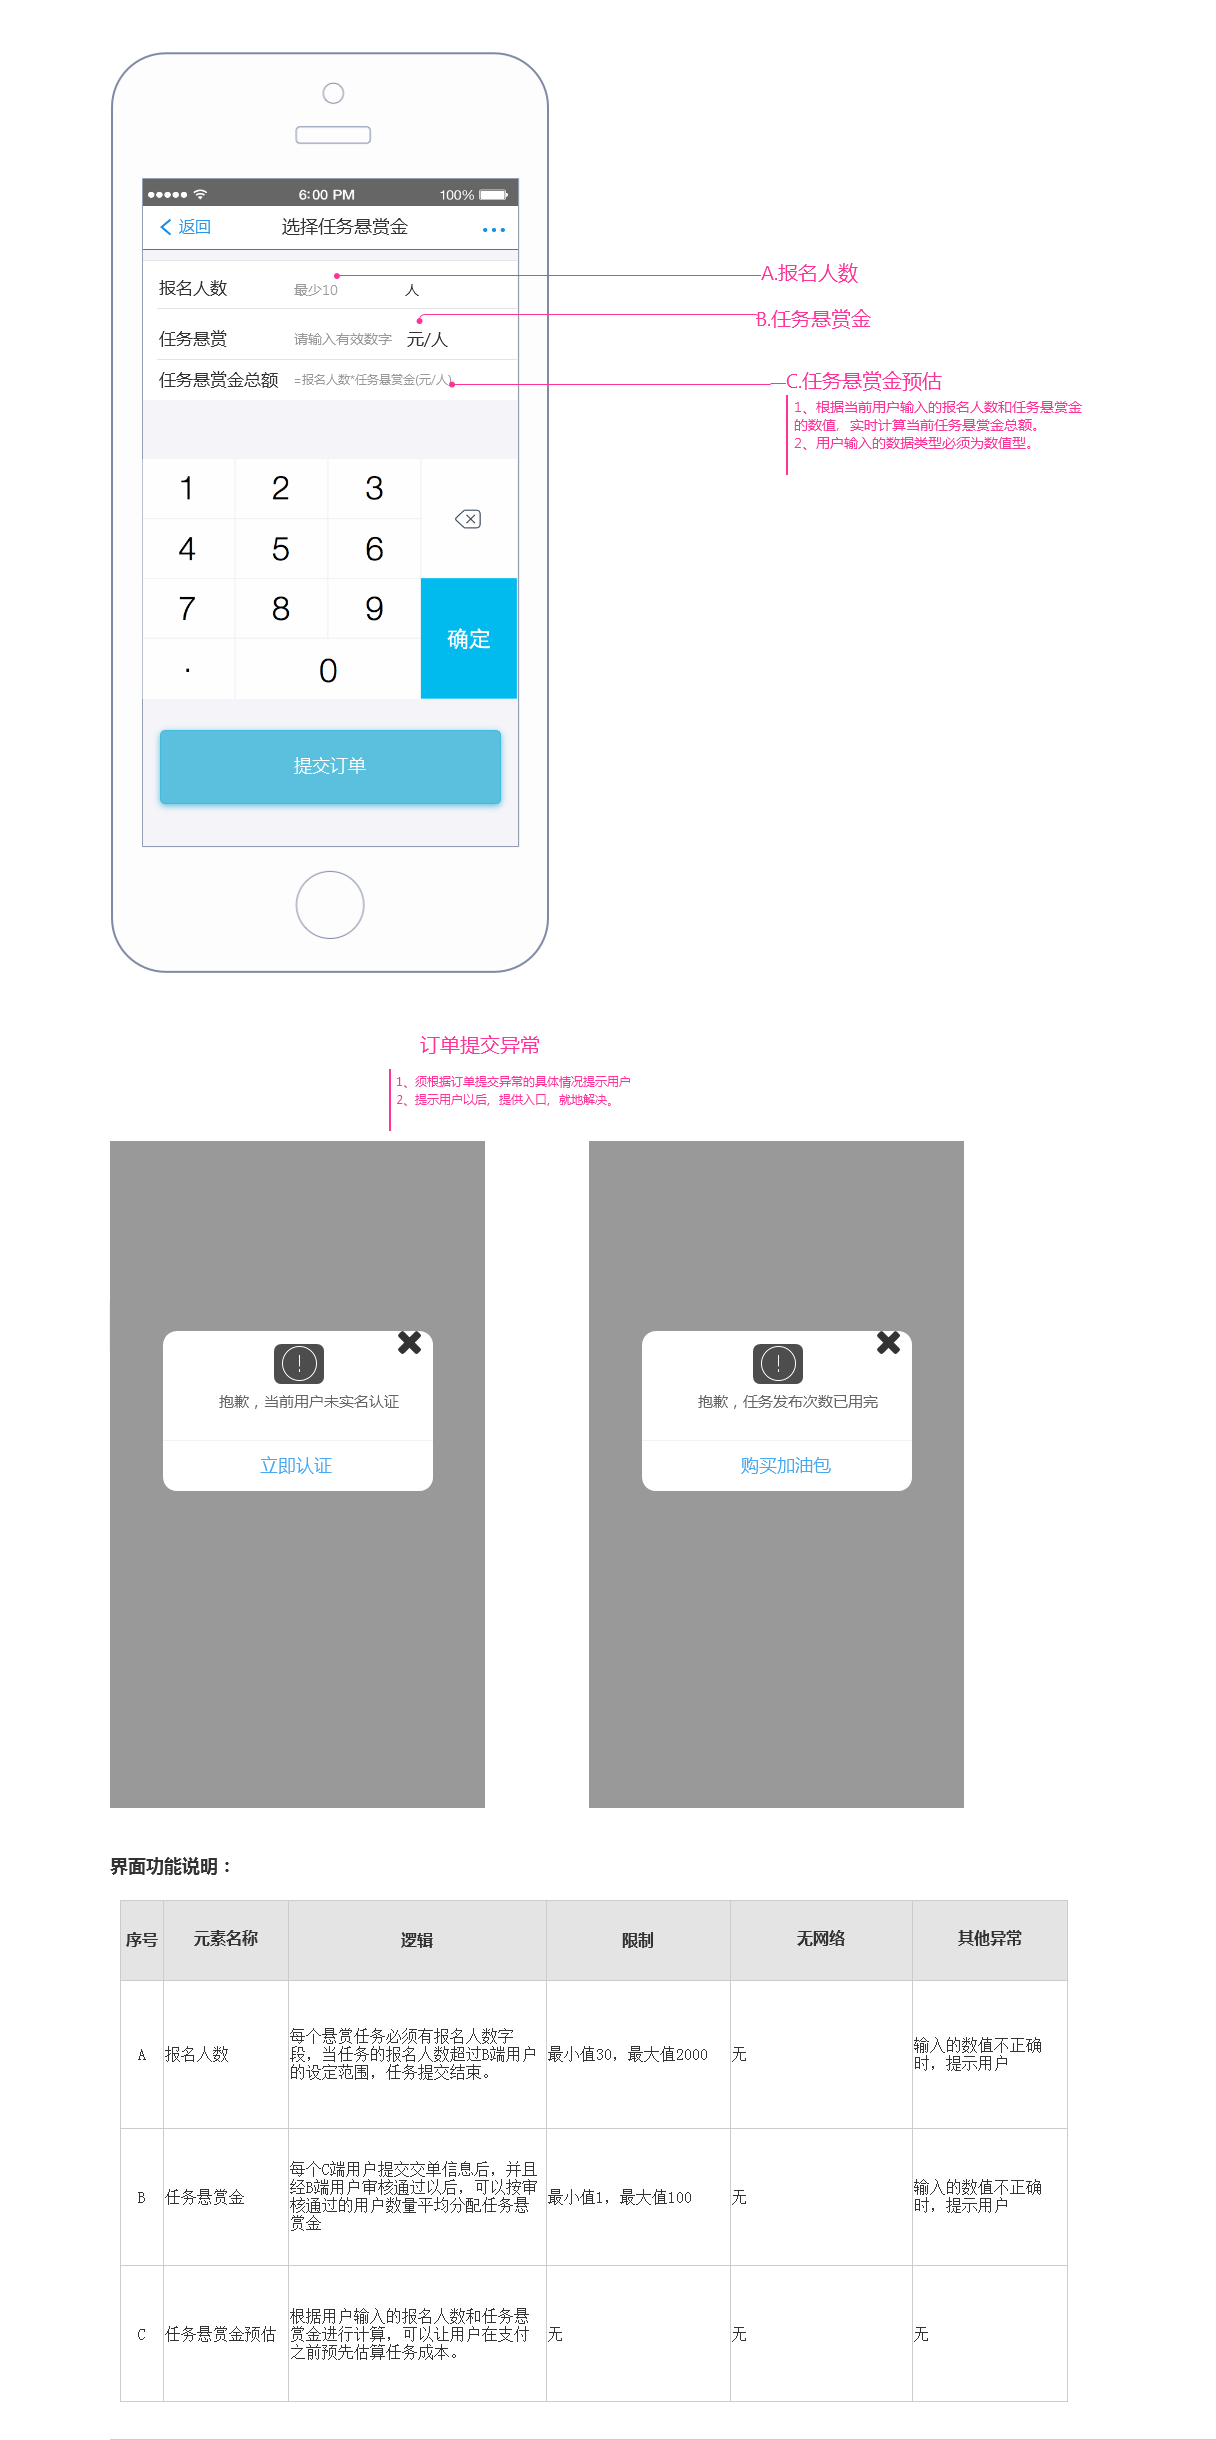 6:00 PM 100%
返回 选择任务悬赏金
报名人数 最少10 人
A.报名人数
任务悬赏 请输入有效数字 元/人
B.任务悬赏金
任务悬赏金总额 =报名人数*任务悬赏金(元/人)
C.任务悬赏金预估
1、根据当前用户输入的报名人数和任务悬赏金
的数值，实时计算当前任务悬赏金总额。
2、用户输入的数据类型必须为数值型。
1 2 3
4 5 6
7 8 9
确定
. 0
提交订单
订单提交异常
1、须根据订单提交异常的具体情况提示用户
2、提示用户以后，提供入口，就地解决。
抱歉，当前用户未实名认证
立即认证
抱歉，任务发布次数已用完
购买加油包
界面功能说明：
序号 元素名称 逻辑 限制 无网络 其他异常
A 报名人数
每个悬赏任务必须有报名人数字
段，当任务的报名人数超过B端用户
的设定范围，任务提交结束。
最小值30，最大值2000
无
输入的数值不正确
时，提示用户
B 任务悬赏金
每个C端用户提交交单信息后，并且
经B端用户审核通过以后，可以按审
核通过的用户数量平均分配任务悬
赏金
最小值1，最大值100
无
输入的数值不正确
时，提示用户
C 任务悬赏金预估
根据用户输入的报名人数和任务悬
赏金进行计算，可以让用户在支付
之前预先估算任务成本。
无
无
无